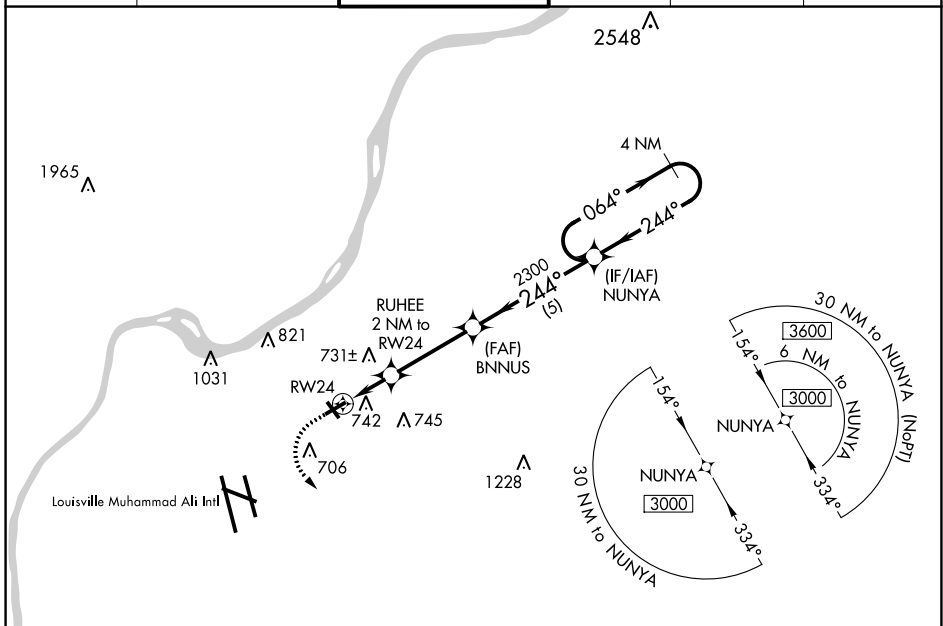 2548
4 NM
1965
064°
244°
2300
244°
(5)
(IF/IAF)
NUNYA
RUHEE
2 NM to
RW24
(FAF)
BNNUS
821
1031
731±
RW24
742
745
706
1228
Louisville Muhammad Ali Intl
154°
NUNYA
3000
334°
30 NM to NUNYA
30 NM to NUNYA (NoPT)
3600
154°
6 NM to NUNYA
3000
NUNYA
334°